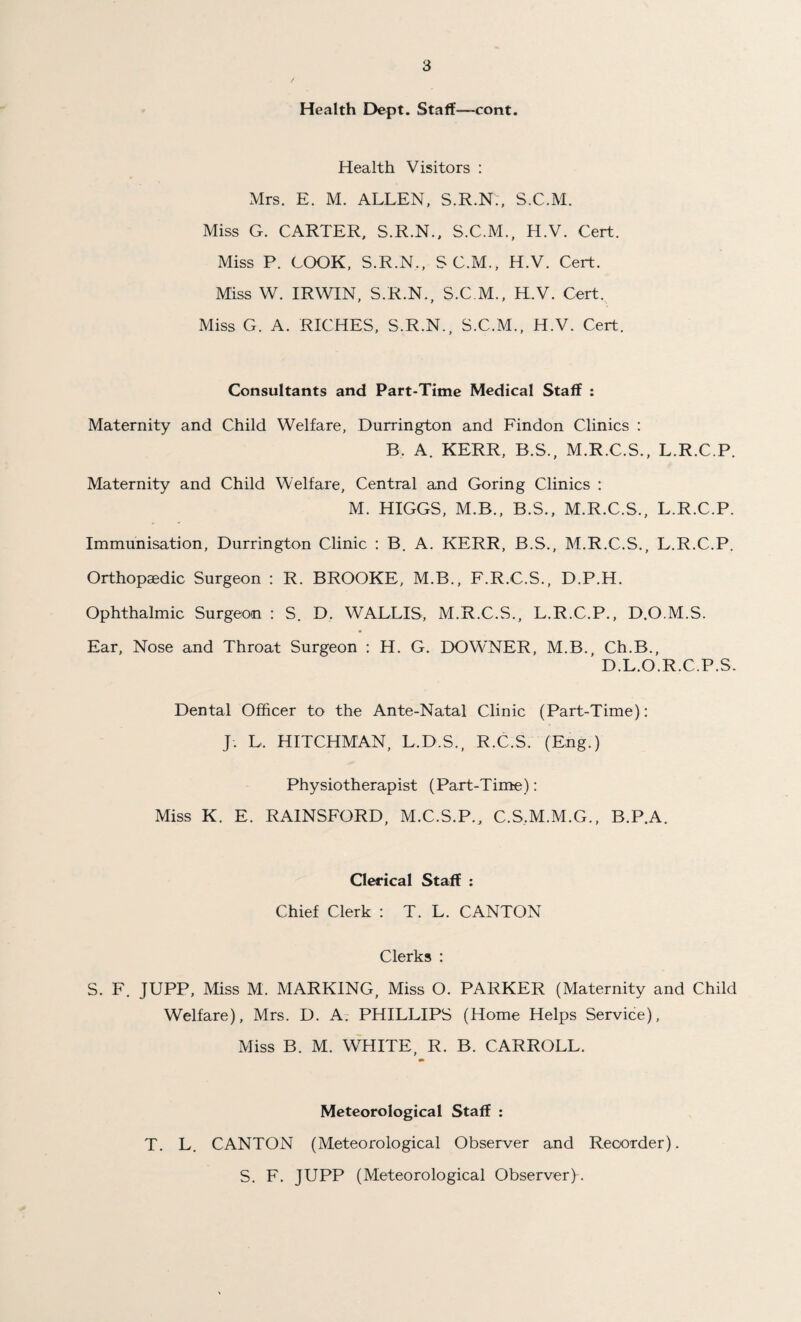 3
Health Dept. Staff—cont.
Health Visitors :
Mrs. E. M. ALLEN, S.R.N., S.C.M.
Miss G. CARTER, S.R.N., S.C.M., H.V. Cert.
Miss P. COOK, S.R.N., S C.M., H.V. Cert.
Miss W. IRWIN, S.R.N., S.C.M., H.V. Cert.
Miss G. A. RICHES, S.R.N., S.C.M., H.V. Cert.
Consultants and Part-Time Medical Staff :
Maternity and Child Welfare, Durrington and Findon Clinics :
B. A. KERR, B.S., M.R.C.S., L.R.C.P.
Maternity and Child Welfare, Central and Goring Clinics :
M. HIGGS, M.B., B.S., M.R.C.S., L.R.C.P.
Immunisation, Durrington Clinic : B. A. KERR, B.S., M.R.C.S., L.R.C.P.
Orthopædic Surgeon : R. BROOKE, M.B., F.R.C.S., D.P.H.
Ophthalmic Surgeon : S. D. WALLIS, M.R.C.S., L.R.C.P., D.O.M.S.
Ear, Nose and Throat Surgeon : H. G. DOWNER, M.B., Ch.B.,
D.L.O.R.C.P.S.
Dental Officer to the Ante-Natal Clinic (Part-Time):
J. L. HITCHMAN, L.D.S., R.C.S. (Eng.)
Physiotherapist (Part-Time):
Miss K. E. RAINSFORD, M.C.S.P., C.S.M.M.G., B.P.A.
Clerical Staff :
Chief Clerk : T. L. CANTON
Clerks :
S. F. JUPP, Miss M. MARKING, Miss O. PARKER (Maternity and Child
Welfare), Mrs. D. A. PHILLIPS (Home Helps Service),
Miss B. M. WHITE, R. B. CARROLL.
Meteorological Staff :
T. L. CANTON (Meteorological Observer and Recorder).
S. F. JUPP (Meteorological Observer).